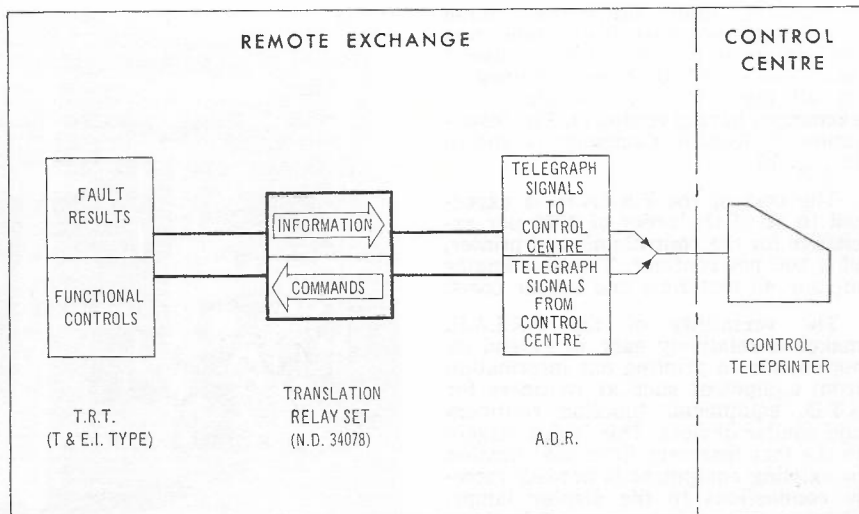 REMOTE EXCHANGE
CONTROL
CENTRE
FAULT
RESULTS
FUNCTIONAL
CONTROLS
T.R.T.
(T & E.I. TYPE)
INFORMATION
COMMANDS
TRANSLATION
RELAY SET
(N.D. 34078)
TELEGRAPH
SIGNALS
TO
CONTROL
CENTRE
TELEGRAPH
SIGNALS
FROM
CONTROL
CENTRE
A.D.R.
CONTROL
TELEPRINTER